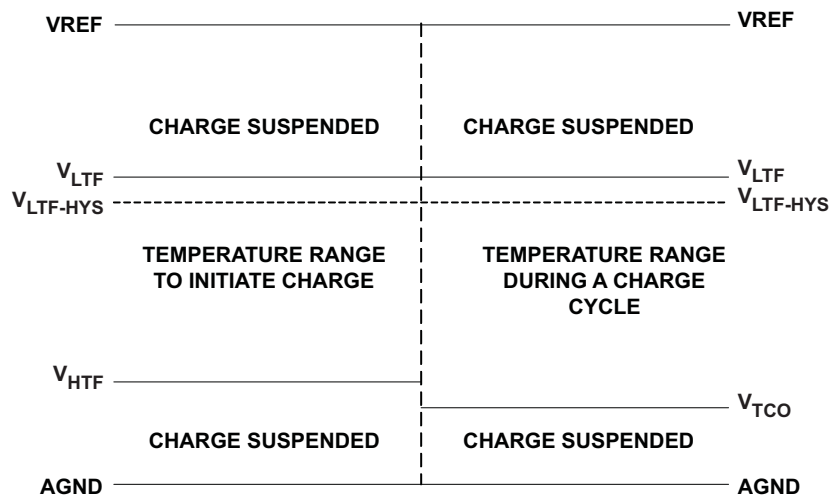 VREF
VREF
CHARGE SUSPENDED
CHARGE SUSPENDED
VLTF
VLTF
VLTF-HYS
VLTF-HYS
TEMPERATURE RANGE
TO INITIATE CHARGE
TEMPERATURE RANGE
DURING A CHARGE
CYCLE
VHTF
VTCO
CHARGE SUSPENDED
CHARGE SUSPENDED
AGND
AGND